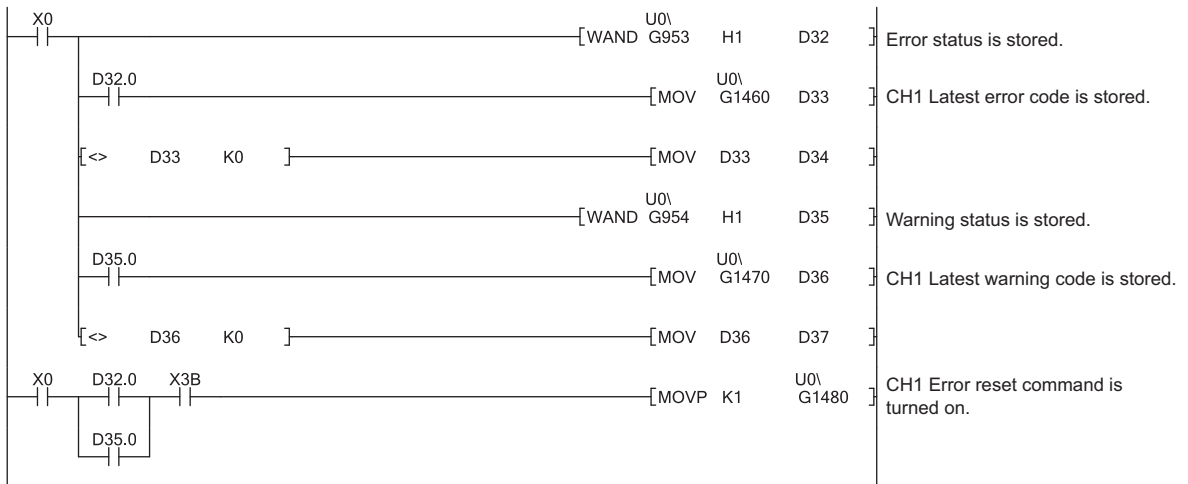 X0
U0\
[WAND G953 H1 D32 ] Error status is stored.
D32.0
U0\
[MOV G1460 D33 ] CH1 Latest error code is stored.
[<> D33 K0 ] [MOV D33 D34 ]
U0\
[WAND G954 H1 D35 ] Warning status is stored.
D35.0
U0\
[MOV G1470 D36 ] CH1 Latest warning code is stored.
[<> D36 K0 ] [MOV D36 D37 ]
X0 D32.0 X3B
U0\
[MOVP K1 G1480 ] CH1 Error reset command is
turned on.
D35.0